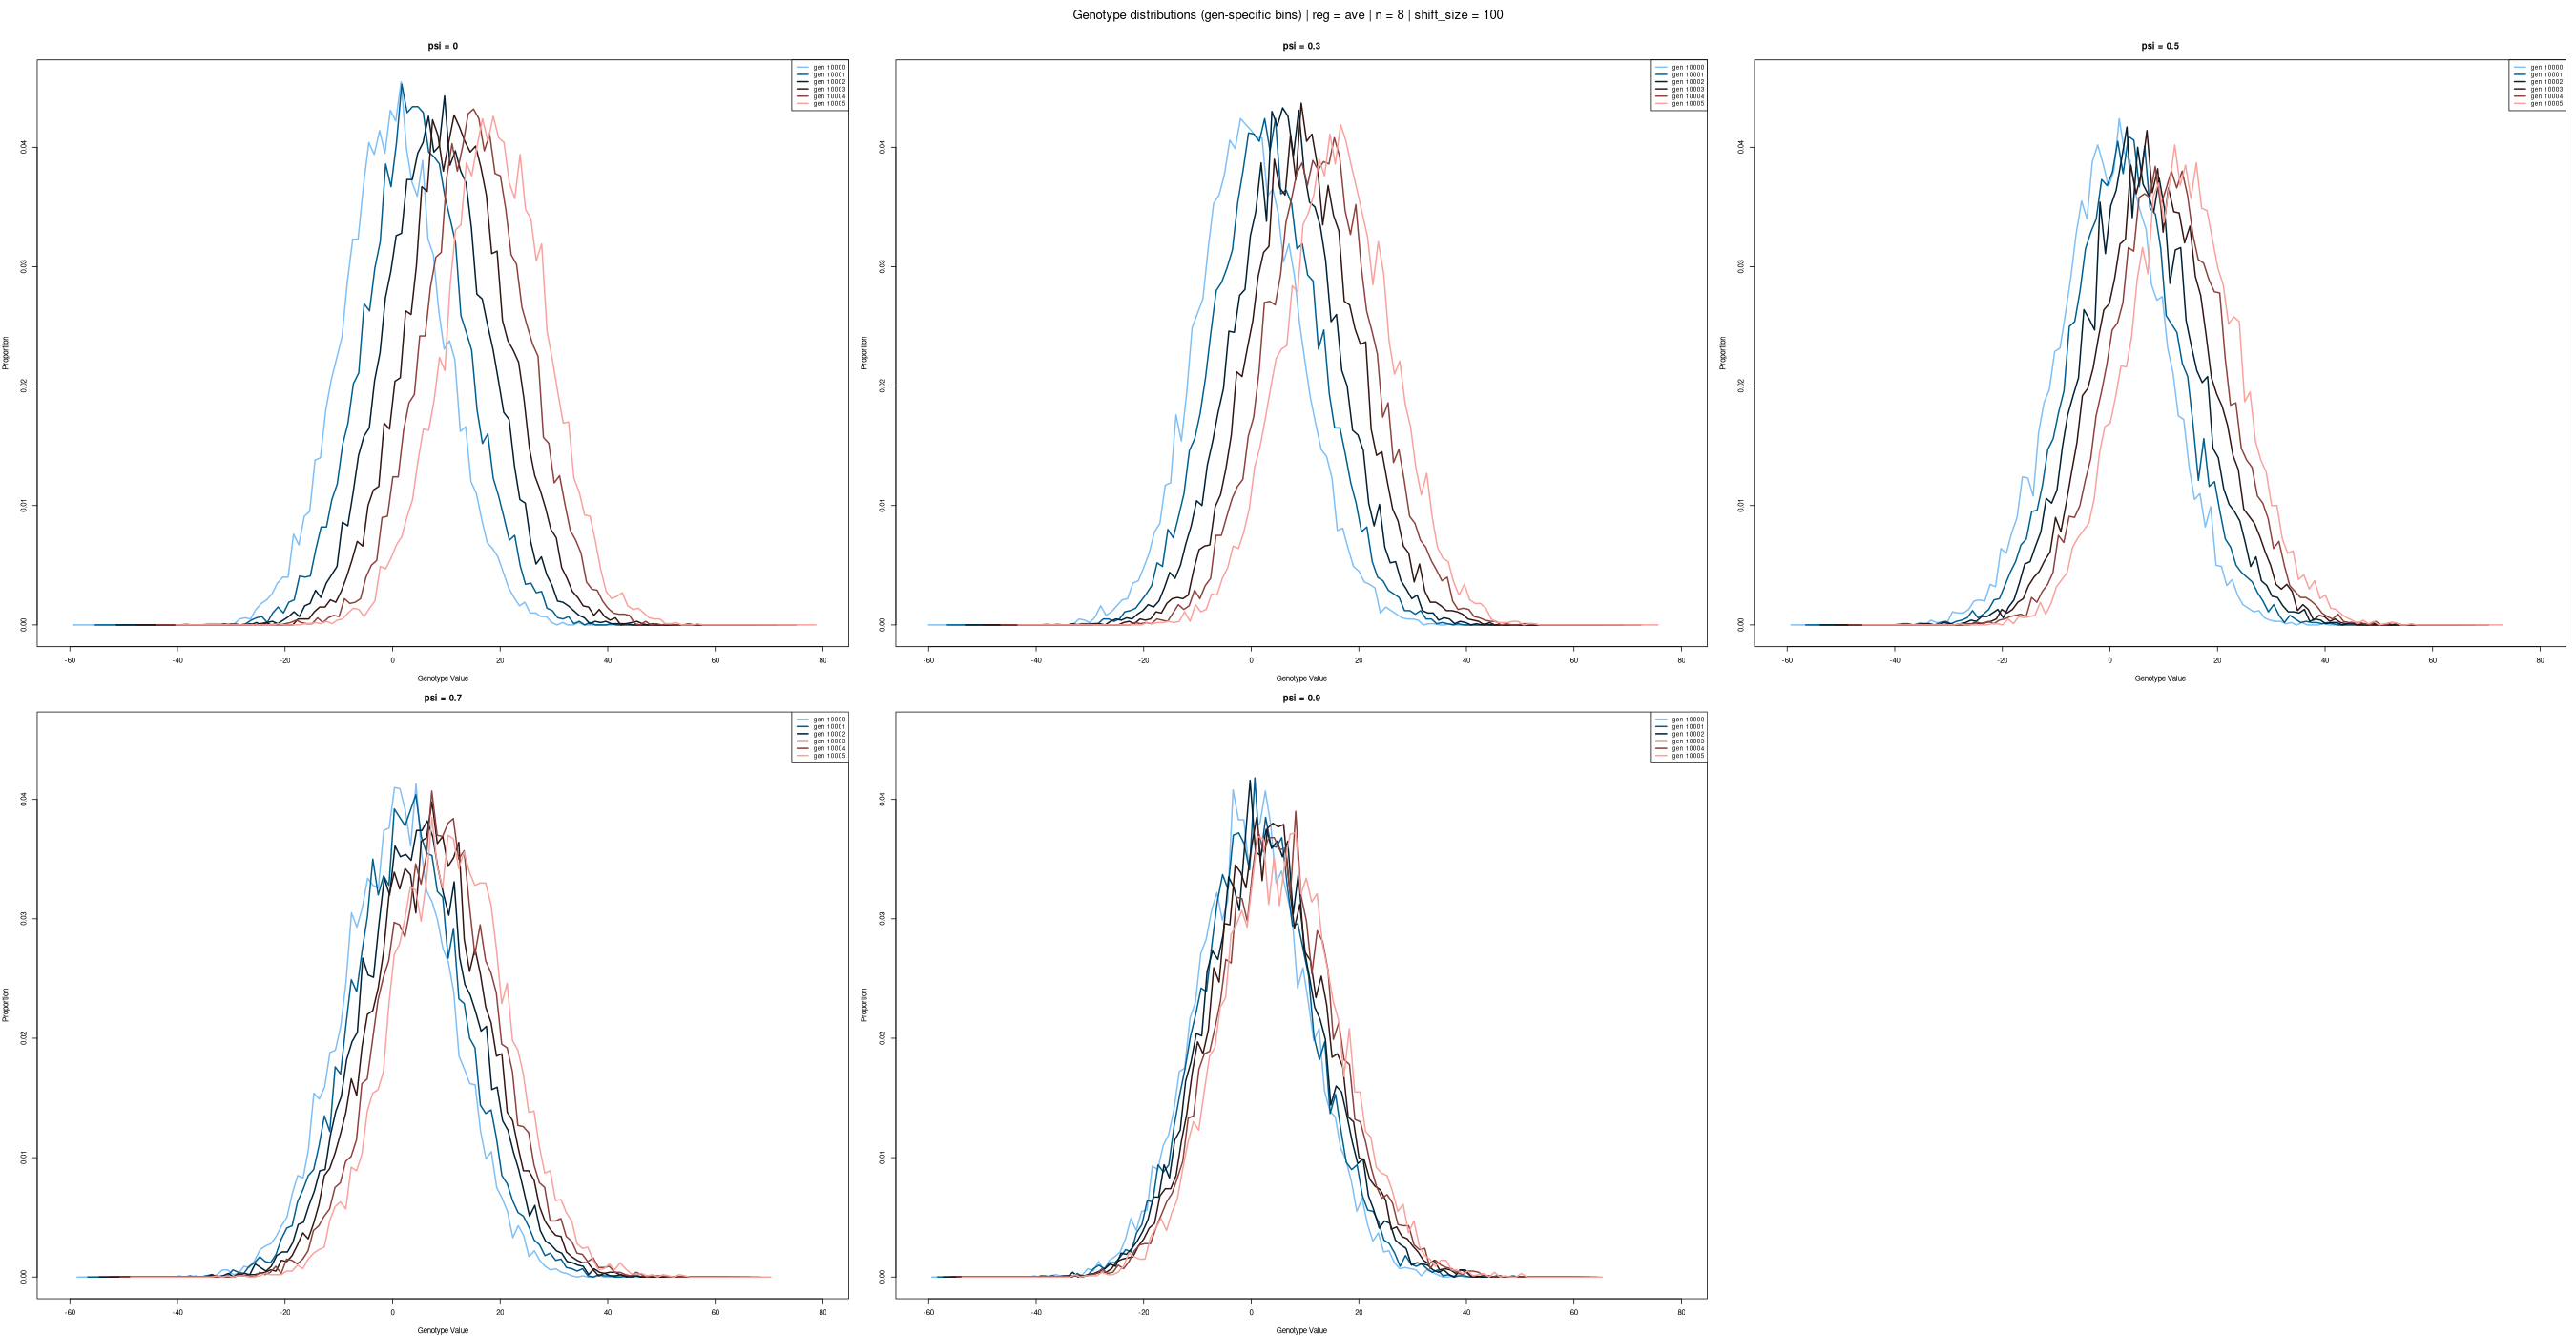 Genotype distributions (gen-specific bins) | reg = ave | n = 8 | shift_size = 100
psi = 0
gen 10000
gen 10001
gen 10002
gen 10003
gen 10004
gen 10005
Proportion
0.00
0.01
0.02
0.03
0.04
-60 -40 -20 0 20 40 60 80
Genotype Value
psi = 0.3
gen 10000
gen 10001
gen 10002
gen 10003
gen 10004
gen 10005
Proportion
0.00
0.01
0.02
0.03
0.04
-60 -40 -20 0 20 40 60 80
Genotype Value
psi = 0.5
gen 10000
gen 10001
gen 10002
gen 10003
gen 10004
gen 10005
Proportion
0.00
0.01
0.02
0.03
0.04
-60 -40 -20 0 20 40 60 80
Genotype Value
psi = 0.7
gen 10000
gen 10001
gen 10002
gen 10003
gen 10004
gen 10005
Proportion
0.00
0.01
0.02
0.03
0.04
-60 -40 -20 0 20 40 60 80
Genotype Value
psi = 0.9
gen 10000
gen 10001
gen 10002
gen 10003
gen 10004
gen 10005
Proportion
0.00
0.01
0.02
0.03
0.04
-60 -40 -20 0 20 40 60 80
Genotype Value